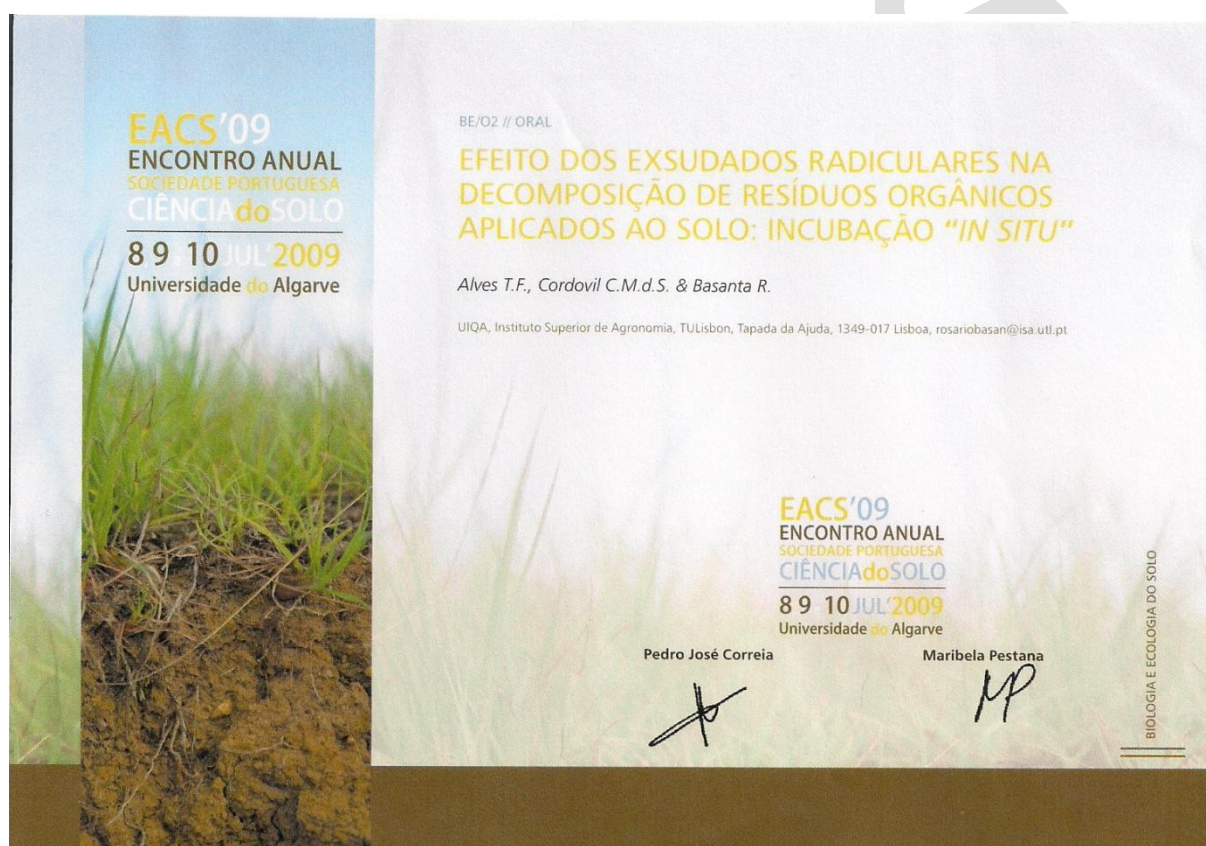 EACS'09
ENCONTRO ANUAL
SOCIEDADE PORTUGUESA
CIÊNCIAdoSOLO
8 9 10 JUL'2009
Universidade do Algarve
BE/O2 // ORAL
EFEITO DOS EXSUDADOS RADICULARES NA
DECOMPOSIÇÃO DE RESÍDUOS ORGÂNICOS
APLICADOS AO SOLO: INCUBAÇÃO "IN SITU"
Alves T.F., Cordovil C.M.d.S. & Basanta R.
UIQA, Instituto Superior de Agronomia, TULisbon, Tapada da Ajuda, 1349-017 Lisboa, rosariobasan@isa.utl.pt
EACS'09
ENCONTRO ANUAL
SOCIEDADE PORTUGUESA
CIÊNCIAdoSOLO
8 9 10 JUL'2009
Universidade do Algarve
Pedro José Correia
Maribela Pestana
MP
BIOLOGIA E ECOLOGIA DO SOLO